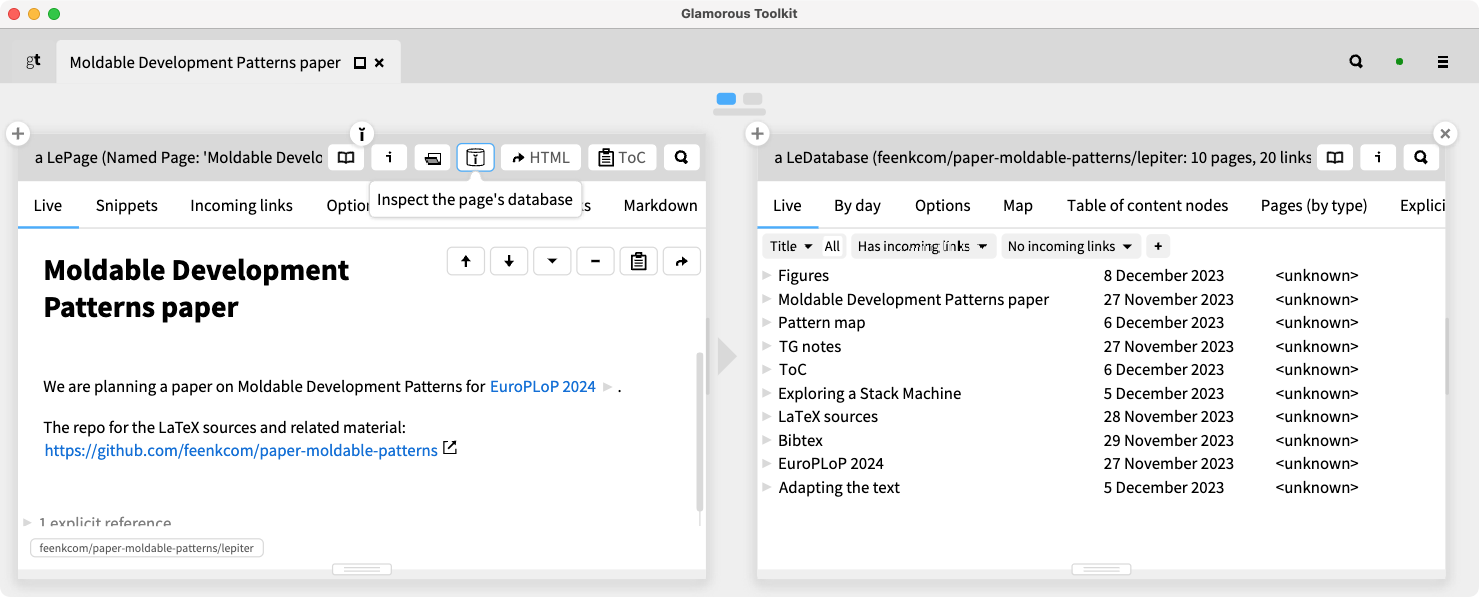 Glamorous Toolkit
gt
Moldable Development Patterns paper
a LePage (Named Page: 'Moldable Develo
i
HTML
ToC
Inspect the page's database
Live
Snippets
Incoming links
Option
s
Markdown
Moldable Development
Patterns paper
We are planning a paper on Moldable Development Patterns for EuroPLoP 2024 .
The repo for the LaTeX sources and related material:
https://github.com/feenkcom/paper-moldable-patterns
1 explicit reference
feenkcom/paper-moldable-patterns/lepiter
a LeDatabase (feenkcom/paper-moldable-patterns/lepiter: 10 pages, 20 links
i
Live
By day
Options
Map
Table of content nodes
Pages (by type)
Explici
Title
All
Has incoming links
No incoming links
+
Figures 8 December 2023 <unknown>
Moldable Development Patterns paper 27 November 2023 <unknown>
Pattern map 6 December 2023 <unknown>
TG notes 27 November 2023 <unknown>
ToC 6 December 2023 <unknown>
Exploring a Stack Machine 5 December 2023 <unknown>
LaTeX sources 28 November 2023 <unknown>
Bibtex 29 November 2023 <unknown>
EuroPLoP 2024 27 November 2023 <unknown>
Adapting the text 5 December 2023 <unknown>